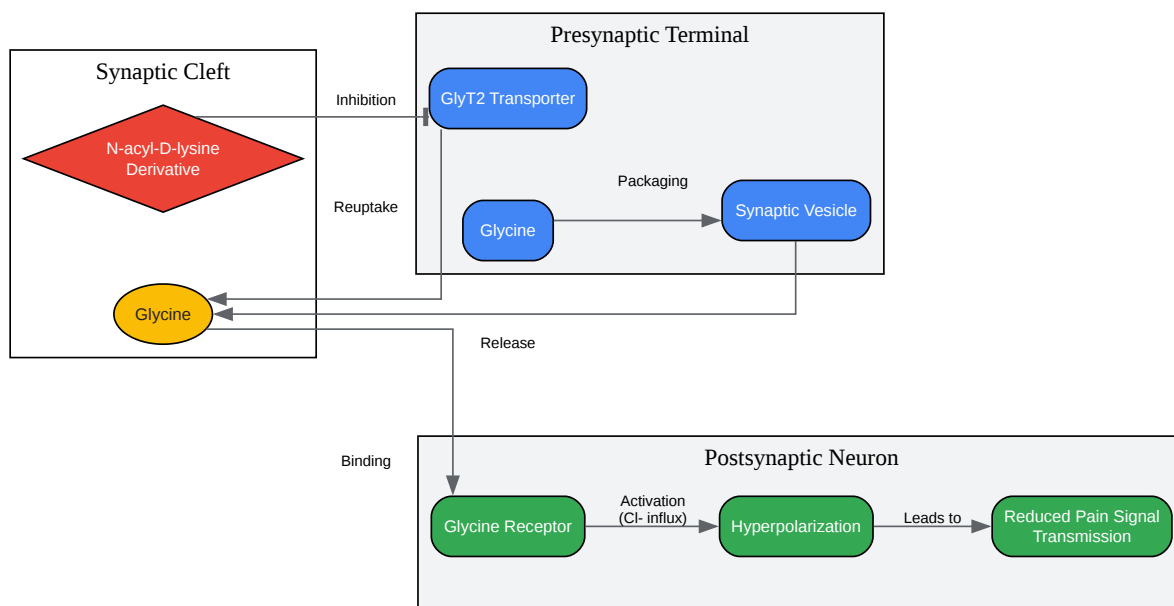 Presynaptic Terminal
Synaptic Cleft
GlyT2 Transporter
Inhibition
N-acyl-D-lysine
Derivative
Packaging
Reuptake
Synaptic Vesicle
Glycine
Glycine
Release
Postsynaptic Neuron
Binding
Glycine Receptor
Activation
(Cl- influx)
Hyperpolarization
Leads to
Reduced Pain Signal
Transmission